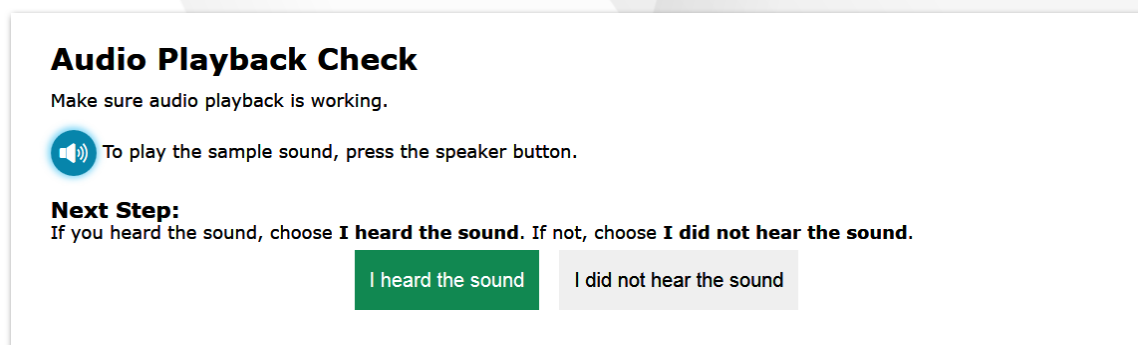 Audio Playback Check
Make sure audio playback is working.
To play the sample sound, press the speaker button.
Next Step:
If you heard the sound, choose I heard the sound. If not, choose I did not hear the sound.
I heard the sound
I did not hear the sound